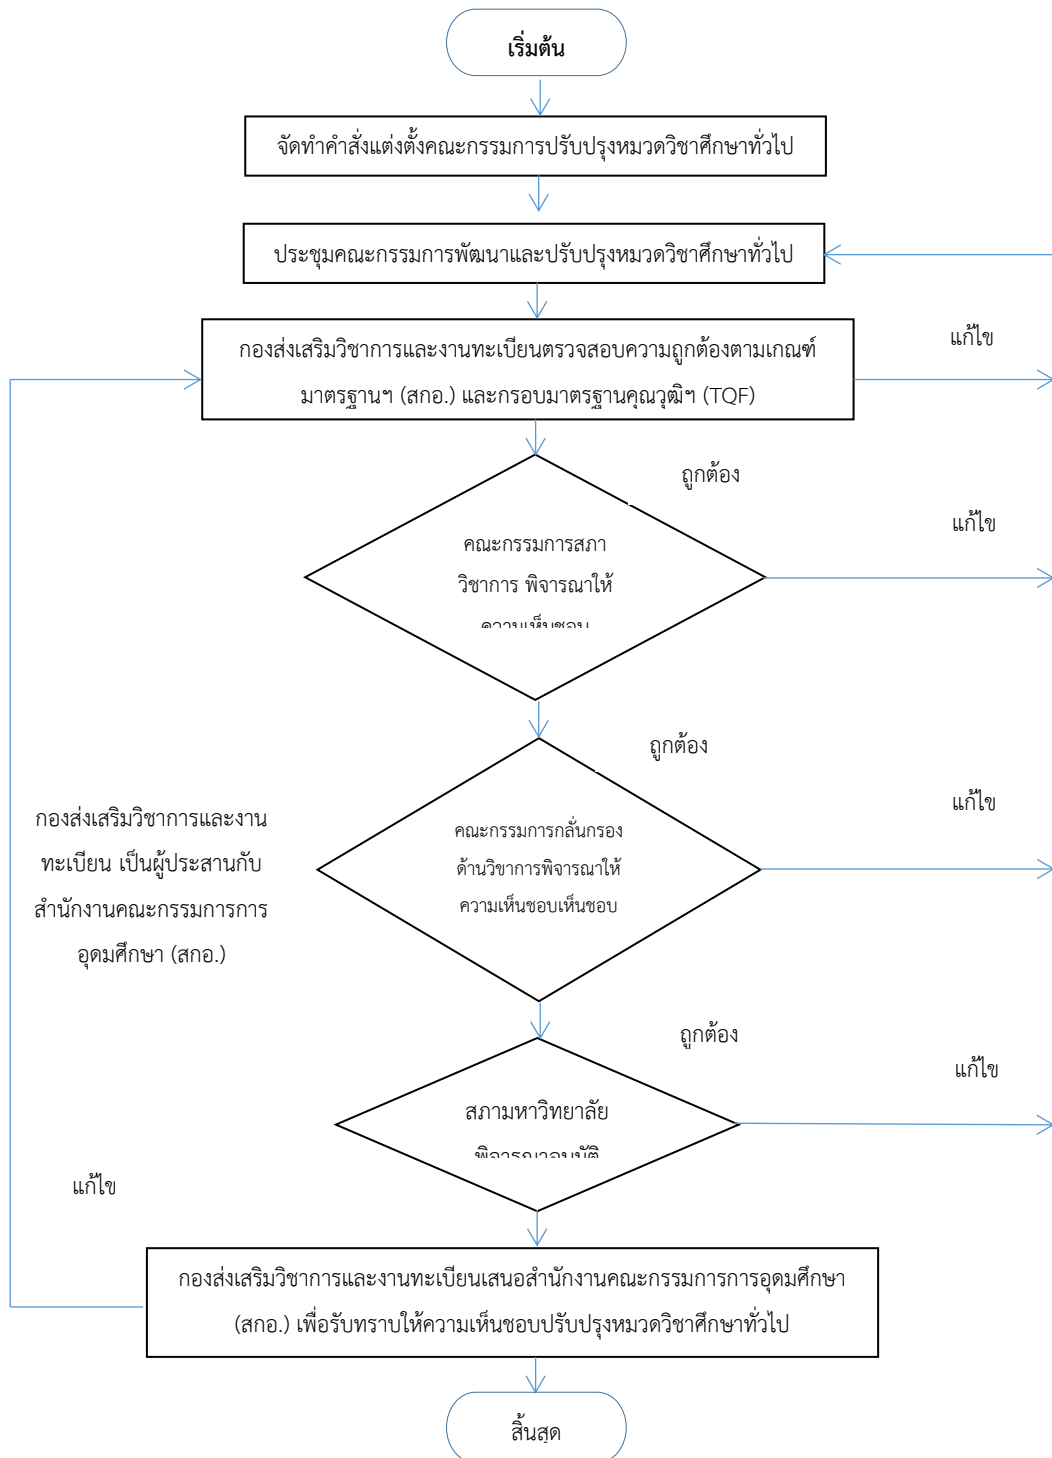 เริ่มต้น
จัดทำคำสั่งแต่งตั้งคณะกรรมการปรับปรุงหมวดวิชาศึกษาทั่วไป
ประชุมคณะกรรมการพัฒนาและปรับปรุงหมวดวิชาศึกษาทั่วไป
กองส่งเสริมวิชาการและงานทะเบียนตรวจสอบความถูกต้องตามเกณฑ์
มาตรฐานฯ (สกอ.) และกรอบมาตรฐานคุณวุฒิฯ (TQF)
แก้ไข
ถูกต้อง
แก้ไข
คณะกรรมการสภา
วิชาการ พิจารณาให้
ความเห็นชอบ
ถูกต้อง
แก้ไข
คณะกรรมการกลั่นกรอง
ด้านวิชาการพิจารณาให้
ความเห็นชอบเห็นชอบ
กองส่งเสริมวิชาการและงาน
ทะเบียน เป็นผู้ประสานกับ
สำนักงานคณะกรรมการการ
อุดมศึกษา (สกอ.)
ถูกต้อง
แก้ไข
สภามหาวิทยาลัย
พิจารณาอนุมัติ
แก้ไข
กองส่งเสริมวิชาการและงานทะเบียนเสนอสำนักงานคณะกรรมการการอุดมศึกษา
(สกอ.) เพื่อรับทราบให้ความเห็นชอบปรับปรุงหมวดวิชาศึกษาทั่วไป
สิ้นสุด